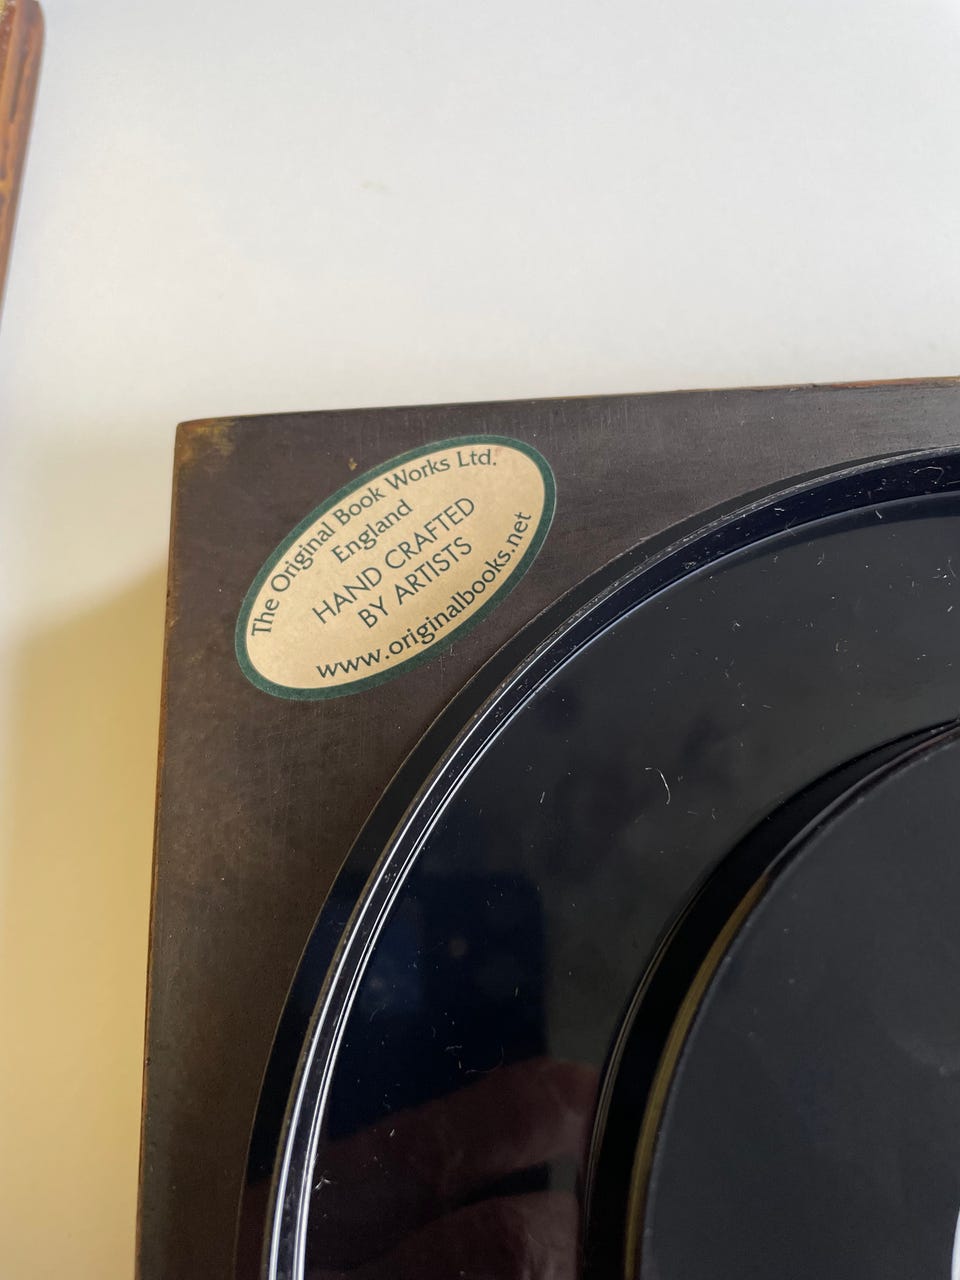 The Original Book Works Ltd.
England
HAND CRAFTED
BY ARTISTS
www.originalbooks.net